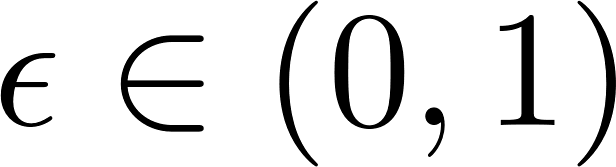 ϵ ∈ (0, 1)